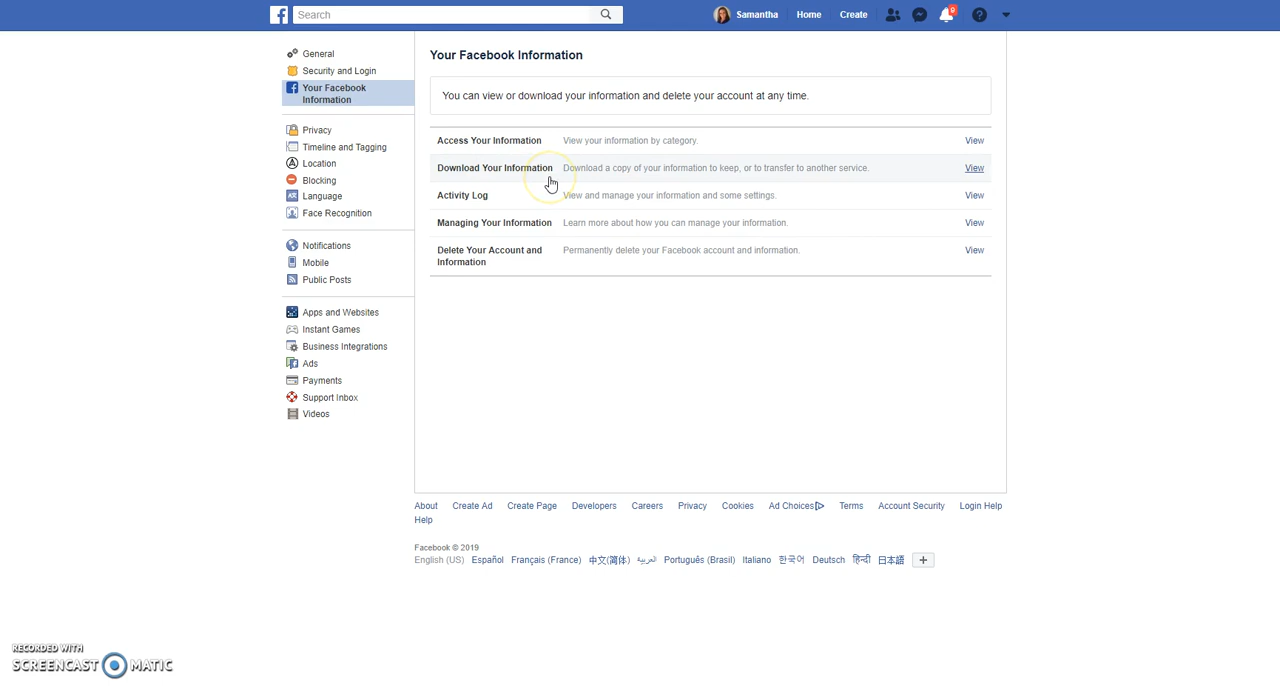 Search
Samantha Home Create 9
General
Security and Login
Your Facebook
Information
Privacy
Timeline and Tagging
Location
Blocking
Language
Face Recognition
Notifications
Mobile
Public Posts
Apps and Websites
Instant Games
Business Integrations
Ads
Payments
Support Inbox
Videos
Your Facebook Information
You can view or download your information and delete your account at any time.
Access Your Information View your information by category. View
Download Your Information Download a copy of your information to keep, or to transfer to another service. View
Activity Log View and manage your information and some settings. View
Managing Your Information Learn more about how you can manage your information. View
Delete Your Account and Permanently delete your Facebook account and information. View
Information
About Create Ad Create Page Developers Careers Privacy Cookies Ad Choices Terms Account Security Login Help
Help
Facebook © 2019
English (US) Español Français (France) 中文(简体) العربية Português (Brasil) Italiano 한국어 Deutsch हिन्दी 日本語 +
RECORDED WITH
SCREENCAST MATIC